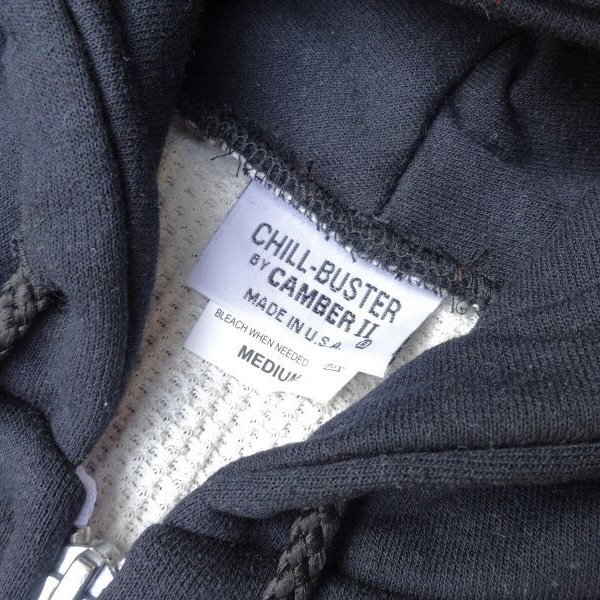 CHILL-BUSTER
BY CAMBER II
MADE IN U.S.A.
BLEACH WHEN NEEDED
MEDIUM